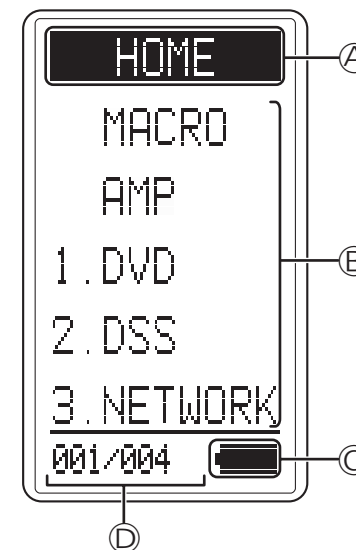 HOME
A
MACRO
AMP
1.DVD
B
2.DSS
3.NETWORK
001/004
C
D